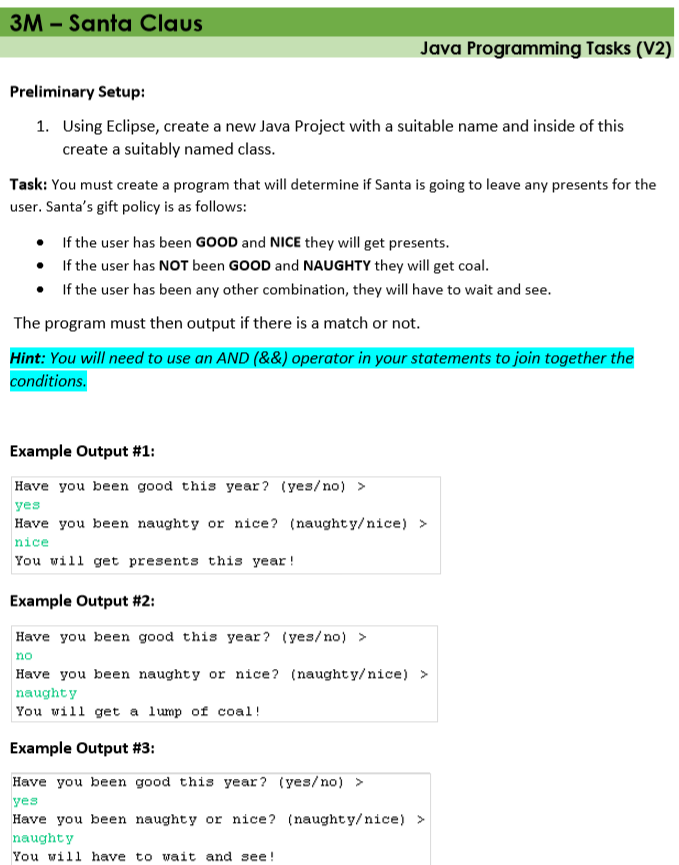 3M – Santa Claus
Java Programming Tasks (V2)
Preliminary Setup:
1. Using Eclipse, create a new Java Project with a suitable name and inside of this
create a suitably named class.
Task: You must create a program that will determine if Santa is going to leave any presents for the
user. Santa's gift policy is as follows:
• If the user has been GOOD and NICE they will get presents.
• If the user has NOT been GOOD and NAUGHTY they will get coal.
• If the user has been any other combination, they will have to wait and see.
The program must then output if there is a match or not.
Hint: You will need to use an AND (&&) operator in your statements to join together the
conditions.
Example Output #1:
Have you been good this year? (yes/no) >
yes
Have you been naughty or nice? (naughty/nice) >
nice
You will get presents this year!
Example Output #2:
Have you been good this year? (yes/no) >
no
Have you been naughty or nice? (naughty/nice) >
naughty
You will get a lump of coal!
Example Output #3:
Have you been good this year? (yes/no) >
yes
Have you been naughty or nice? (naughty/nice) >
naughty
You will have to wait and see!